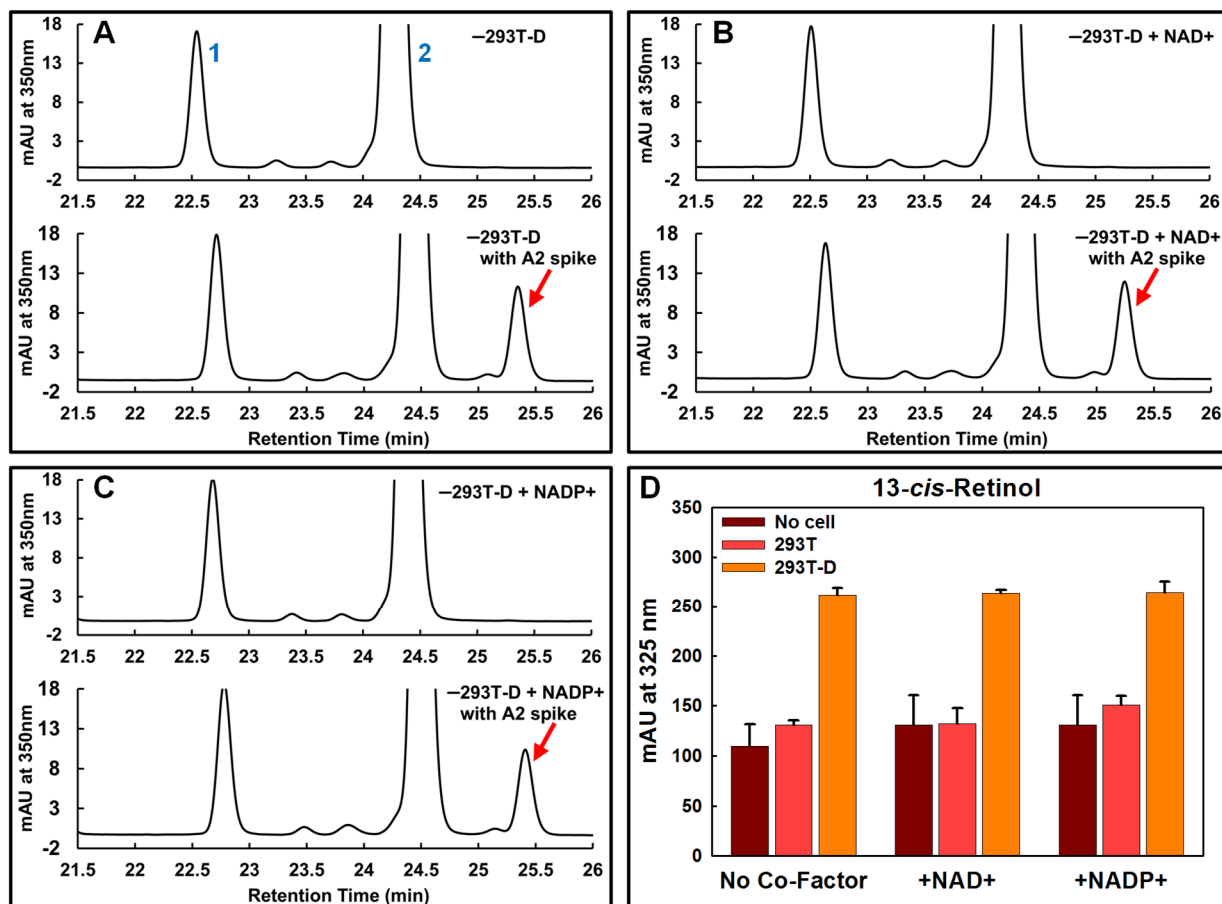 A
1
2
—293T-D
mAU at 350nm
18
13
8
3
-2
21.5 22 22.5 23 23.5 24 24.5 25 25.5 26
—293T-D
with A2 spike
mAU at 350nm
18
13
8
3
-2
21.5 22 22.5 23 23.5 24 24.5 25 25.5 26
Retention Time (min)
B
—293T-D + NAD+
mAU at 350nm
18
13
8
3
-2
21.5 22 22.5 23 23.5 24 24.5 25 25.5 26
—293T-D + NAD+
with A2 spike
mAU at 350nm
18
13
8
3
-2
21.5 22 22.5 23 23.5 24 24.5 25 25.5 26
Retention Time (min)
C
—293T-D + NADP+
mAU at 350nm
18
13
8
3
-2
21.5 22 22.5 23 23.5 24 24.5 25 25.5 26
—293T-D + NADP+
with A2 spike
mAU at 350nm
18
13
8
3
-2
21.5 22 22.5 23 23.5 24 24.5 25 25.5 26
Retention Time (min)
D
13-cis-Retinol
No cell
293T
293T-D
mAU at 325 nm
350
300
250
200
150
100
50
0
No Co-Factor +NAD+ +NADP+